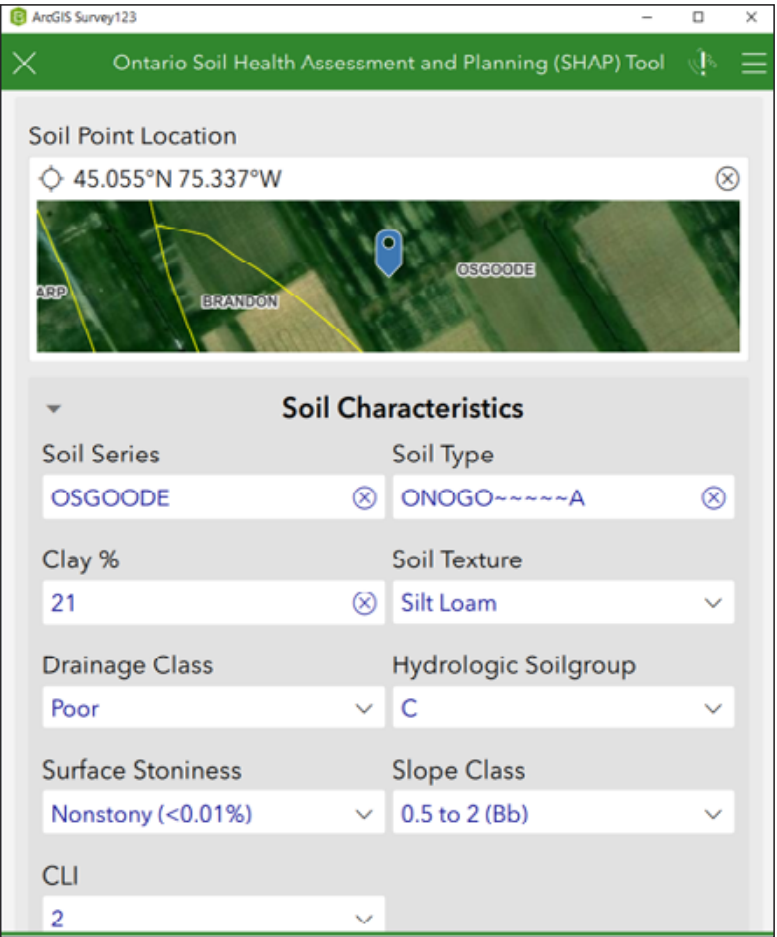 ArcGIS Survey123
Ontario Soil Health Assessment and Planning (SHAP) Tool
Soil Point Location
45.055°N 75.337°W
OSGOODE
ARP
BRANDON
Soil Characteristics
Soil Series Soil Type
OSGOODE ONOGO~~~~~A
Clay % Soil Texture
21 Silt Loam
Drainage Class Hydrologic Soilgroup
Poor C
Surface Stoniness Slope Class
Nonstony (<0.01%) 0.5 to 2 (Bb)
CLI
2